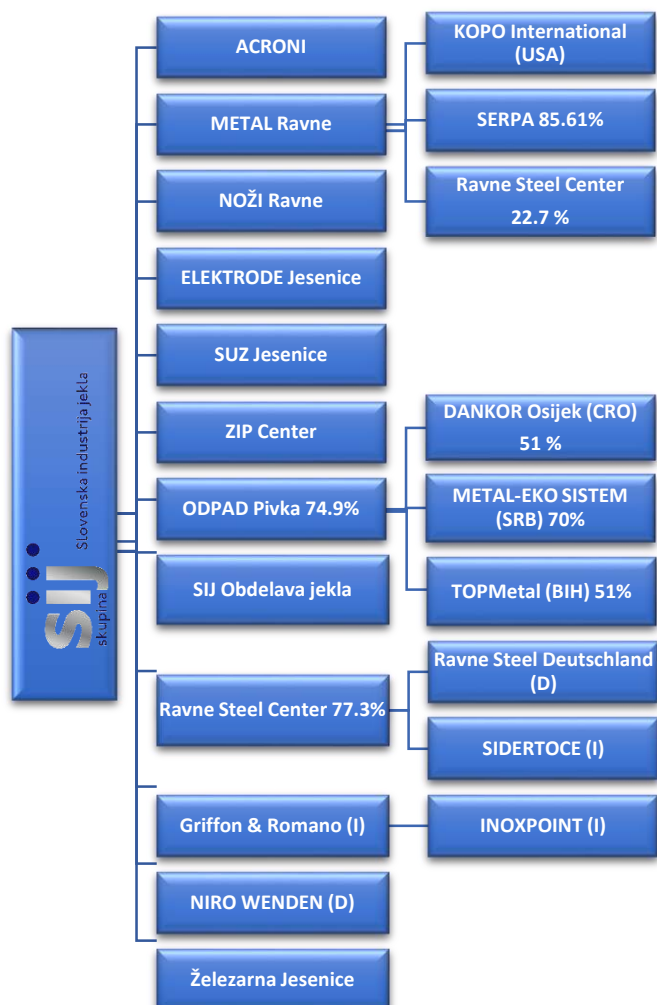 SIJ
skupina
Slovenska industrija jekla
ACRONI
METAL Ravne
KOPO International
(USA)
SERPA 85.61%
Ravne Steel Center
22.7 %
NOŽI Ravne
ELEKTRODE Jesenice
SUZ Jesenice
ZIP Center
ODPAD Pivka 74.9%
DANKOR Osijek (CRO)
51 %
METAL-EKO SISTEM
(SRB) 70%
TOPMetal (BIH) 51%
SIJ Obdelava jekla
Ravne Steel Center 77.3%
Ravne Steel Deutschland
(D)
SIDERTOCE (I)
Griffon & Romano (I)
INOXPOINT (I)
NIRO WENDEN (D)
Železarna Jesenice